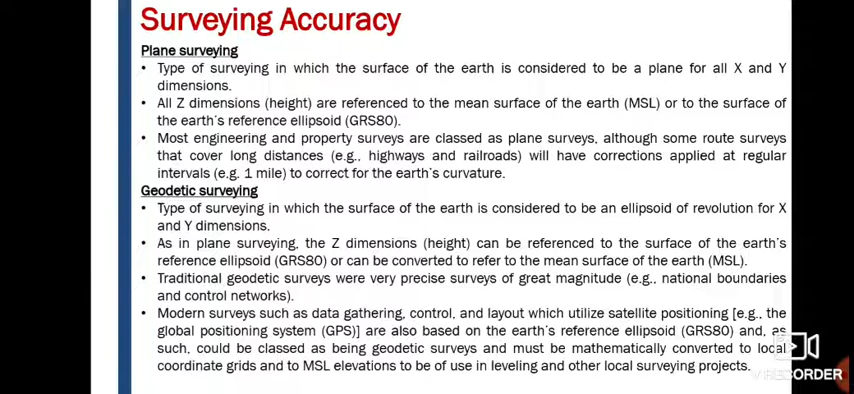 Surveying Accuracy
Plane surveying
• Type of surveying in which the surface of the earth is considered to be a plane for all X and Y
dimensions.
• All Z dimensions (height) are referenced to the mean surface of the earth (MSL) or to the surface of
the earth's reference ellipsoid (GRS80).
• Most engineering and property surveys are classed as plane surveys, although some route surveys
that cover long distances (e.g., highways and railroads) will have corrections applied at regular
intervals (e.g. 1 mile) to correct for the earth's curvature.
Geodetic surveying
• Type of surveying in which the surface of the earth is considered to be an ellipsoid of revolution for X
and Y dimensions.
• As in plane surveying, the Z dimensions (height) can be referenced to the surface of the earth's
reference ellipsoid (GRS80) or can be converted to refer to the mean surface of the earth (MSL).
• Traditional geodetic surveys were very precise surveys of great magnitude (e.g., national boundaries
and control networks).
• Modern surveys such as data gathering, control, and layout which utilize satellite positioning [e.g., the
global positioning system (GPS)] are also based on the earth's reference ellipsoid (GRS80) and, as
such, could be classed as being geodetic surveys and must be mathematically converted to local
coordinate grids and to MSL elevations to be of use in leveling and other local surveying projects.
RECORDER